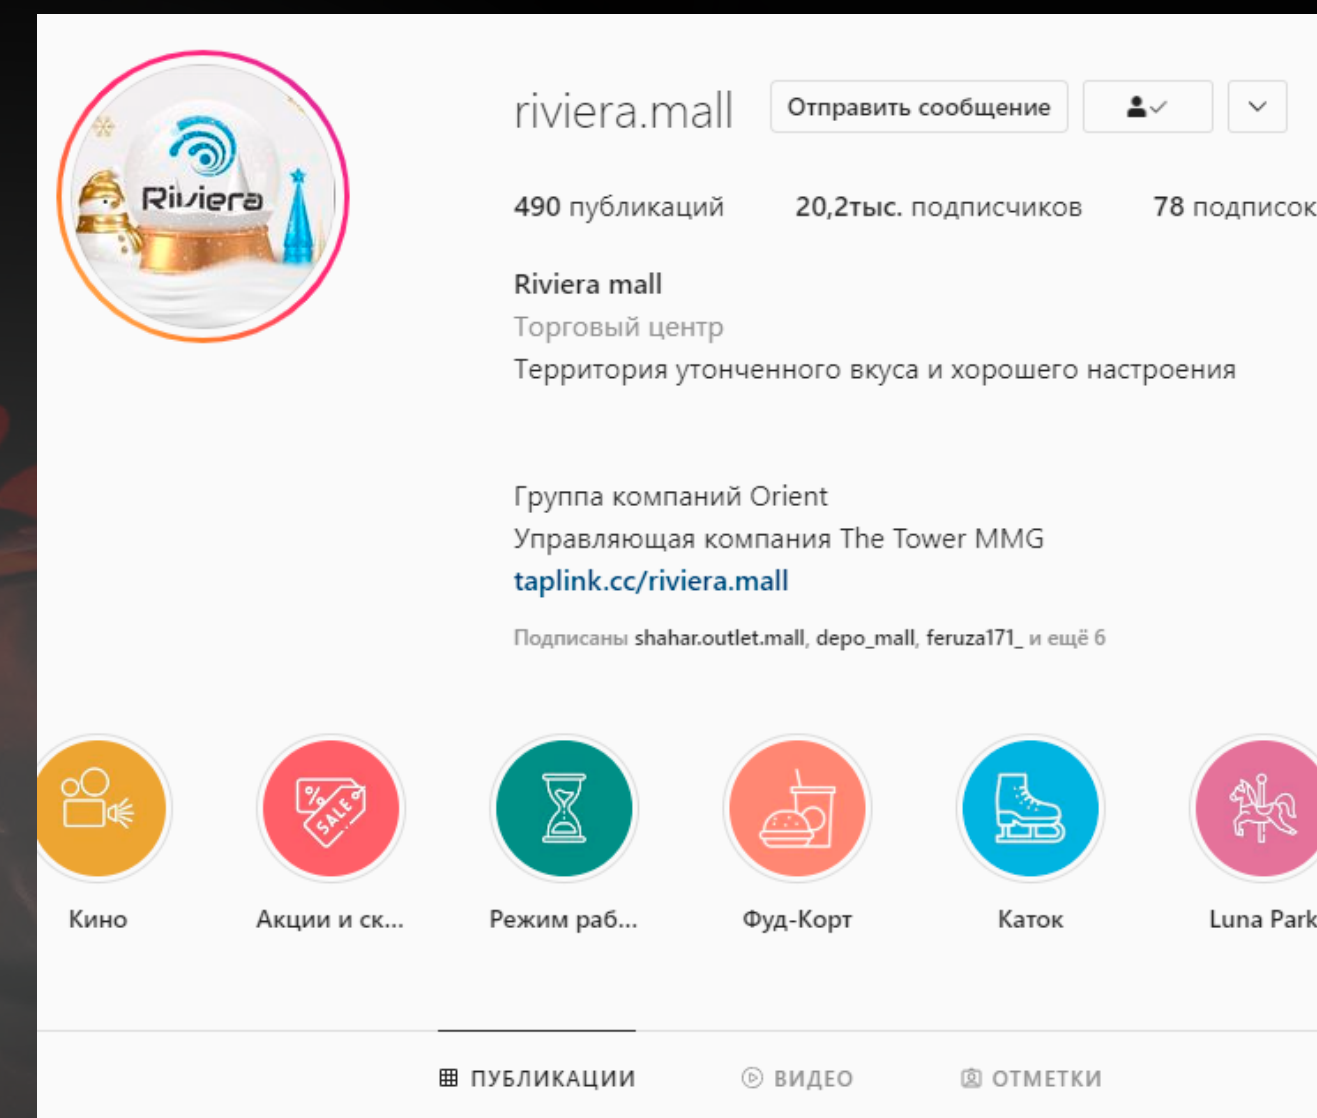 Riviera
riviera.mall
Отправить сообщение
490 публикаций 20,2тыс. подписчиков 78 подписок
Riviera mall
Торговый центр
Территория утонченного вкуса и хорошего настроения
Группа компаний Orient
Управляющая компания The Tower MMG
taplink.cc/riviera.mall
Подписаны shahar.outlet.mall, depo_mall, feruza171_ и ещё 6
% SALE
Кино Акции и ск... Режим раб... Фуд-Корт Каток Luna Park
ПУБЛИКАЦИИ ВИДЕО ОТМЕТКИ